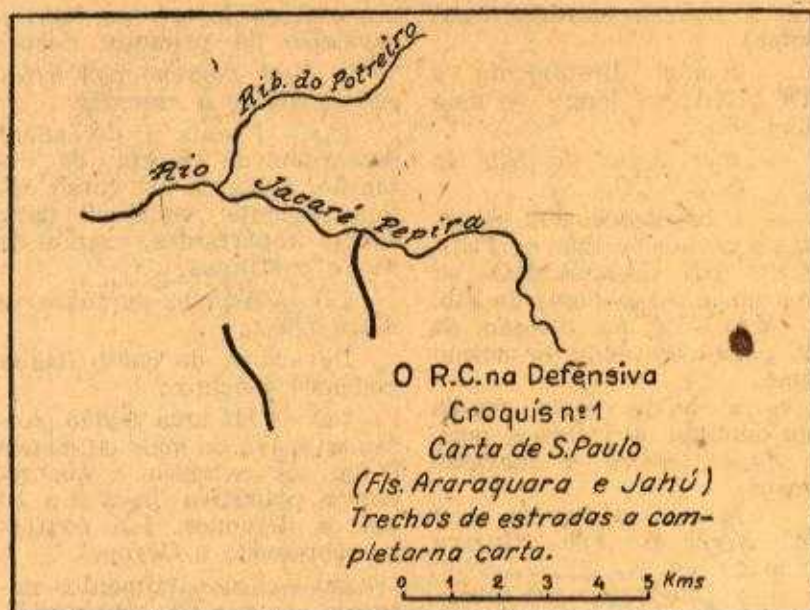 Rib. do Potreiro
Rio Jacaré Pepira
O R.C. na Defensiva
Croquís nº 1
Carta de S. Paulo
(Fls. Araraquara e Jahú)
Trechos de estradas a com-
pletar na carta.
0 1 2 3 4 5 Kms